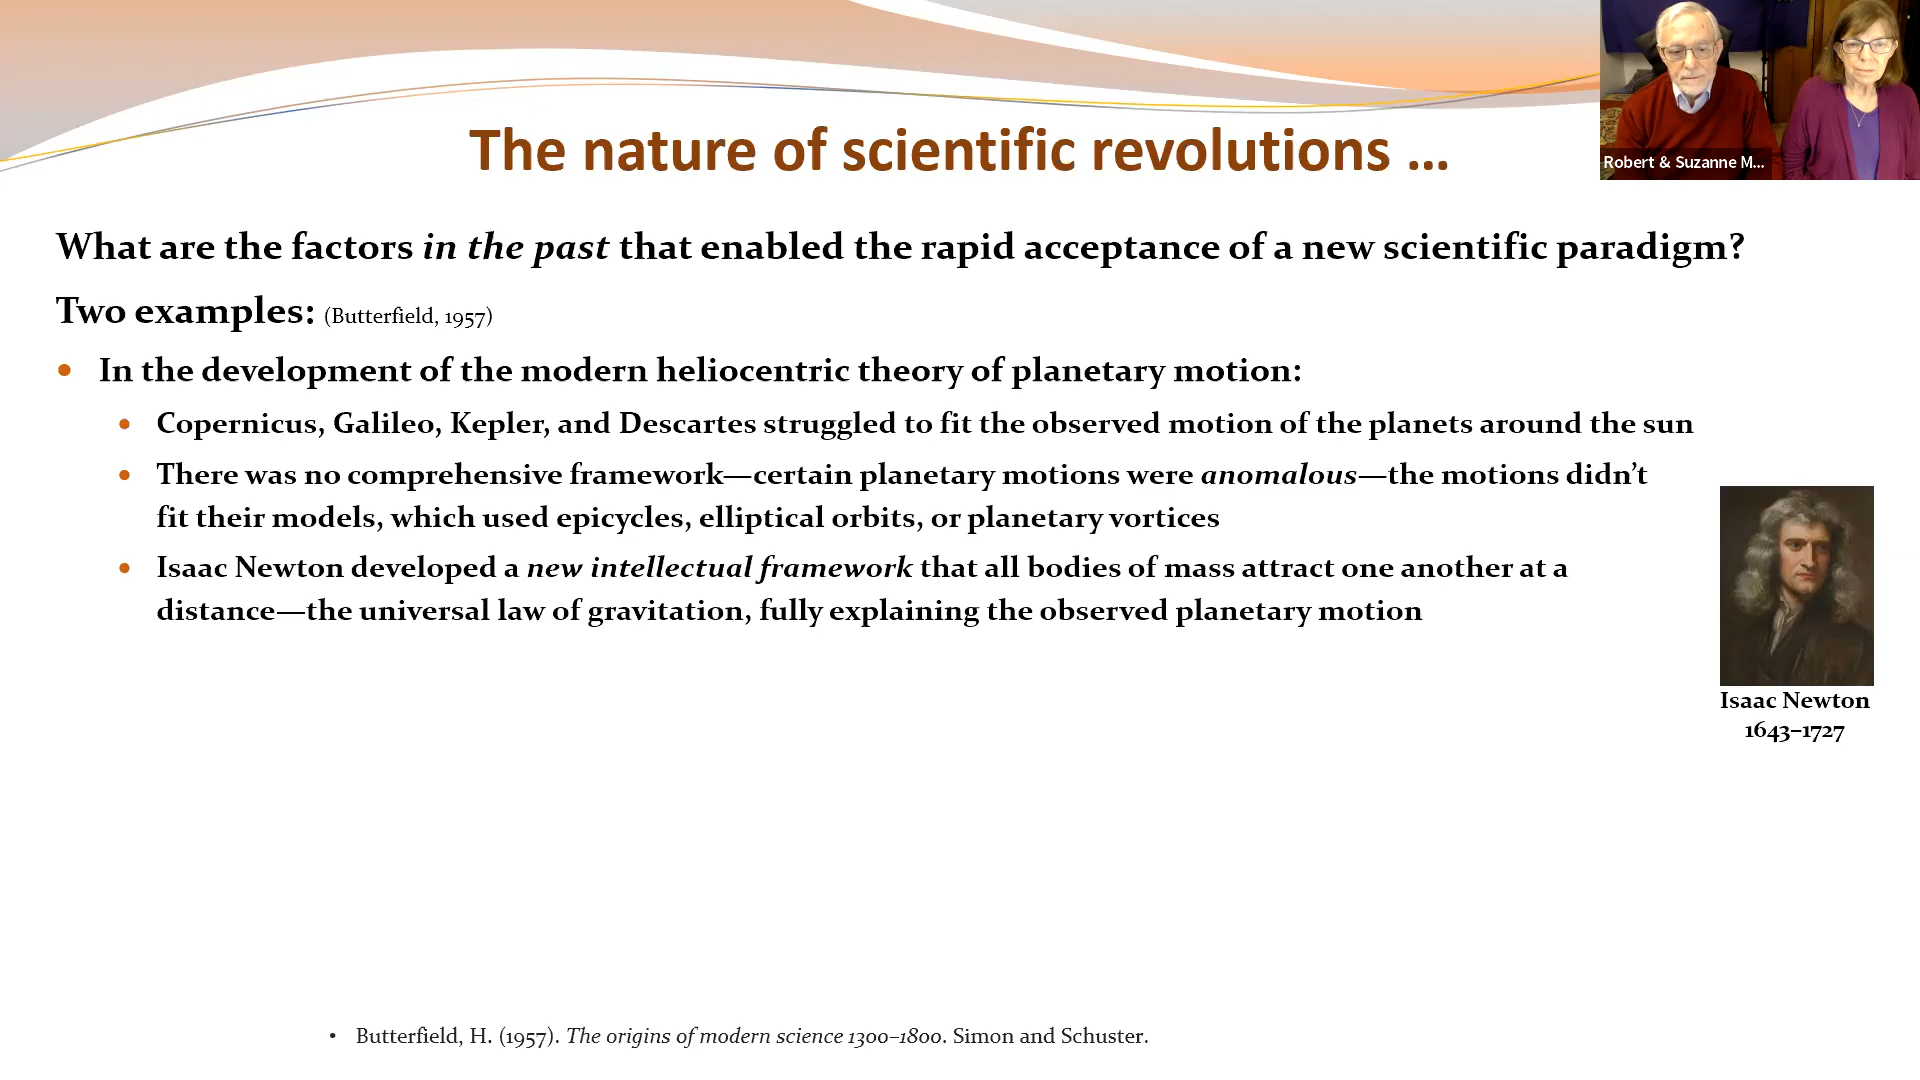 Robert & Suzanne M...
The nature of scientific revolutions ...
What are the factors in the past that enabled the rapid acceptance of a new scientific paradigm?
Two examples: (Butterfield, 1957)
• In the development of the modern heliocentric theory of planetary motion:
• Copernicus, Galileo, Kepler, and Descartes struggled to fit the observed motion of the planets around the sun
• There was no comprehensive framework—certain planetary motions were anomalous—the motions didn’t
fit their models, which used epicycles, elliptical orbits, or planetary vortices
• Isaac Newton developed a new intellectual framework that all bodies of mass attract one another at a
distance—the universal law of gravitation, fully explaining the observed planetary motion
Isaac Newton
1643–1727
• Butterfield, H. (1957). The origins of modern science 1300–1800. Simon and Schuster.